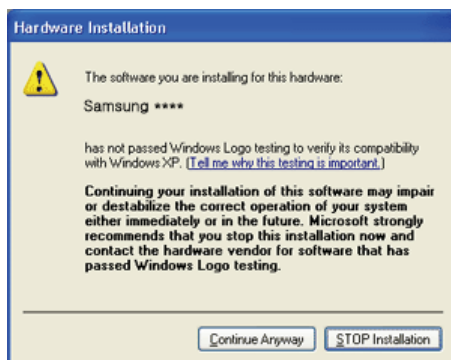 Hardware Installation
The software you are installing for this hardware:
Samsung ****
has not passed Windows Logo testing to verify its compatibility
with Windows XP. (Tell me why this testing is important.)
Continuing your installation of this software may impair
or destabilize the correct operation of your system
either immediately or in the future. Microsoft strongly
recommends that you stop this installation now and
contact the hardware vendor for software that has
passed Windows Logo testing.
Continue Anyway
STOP Installation